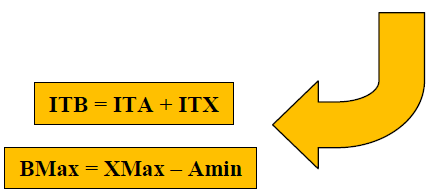 ITB = ITA + ITX
BMax = XMax – Amin